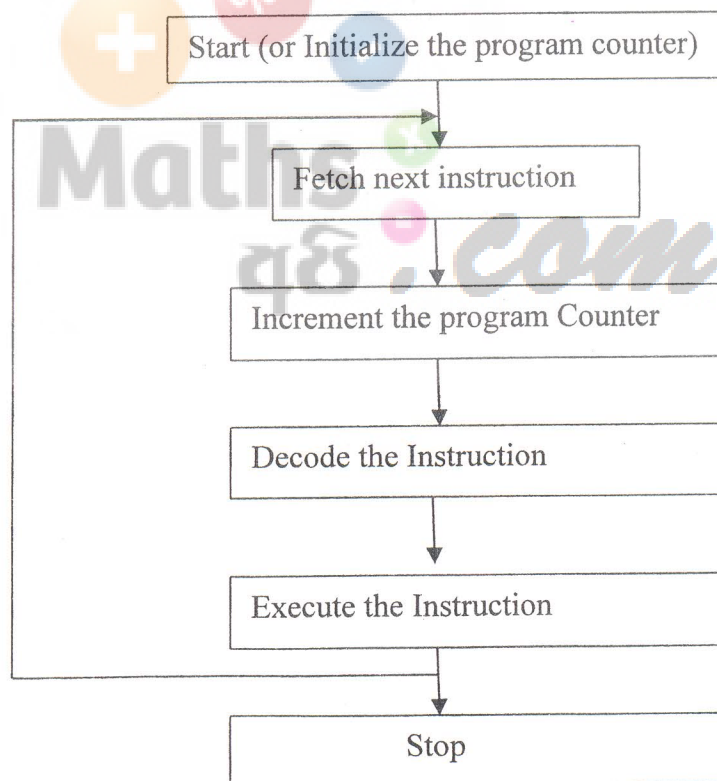 Start (or Initialize the program counter)
Fetch next instruction
Maths
අපි.com
Increment the program Counter
Decode the Instruction
Execute the Instruction
Stop